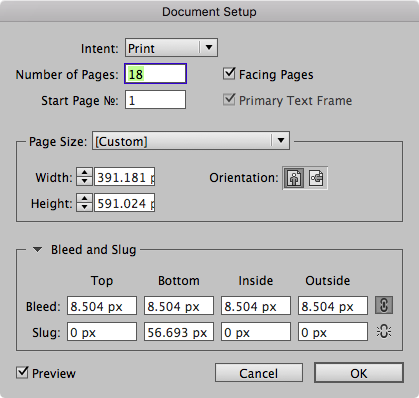 Document Setup
Intent: Print
Number of Pages: 18 Facing Pages
Start Page №: 1 Primary Text Frame
Page Size: [Custom]
Width: 391.181 p Orientation:
Height: 591.024 p
Bleed and Slug
Top Bottom Inside Outside
Bleed: 8.504 px 8.504 px 8.504 px 8.504 px
Slug: 0 px 56.693 px 0 px 0 px
Preview Cancel OK